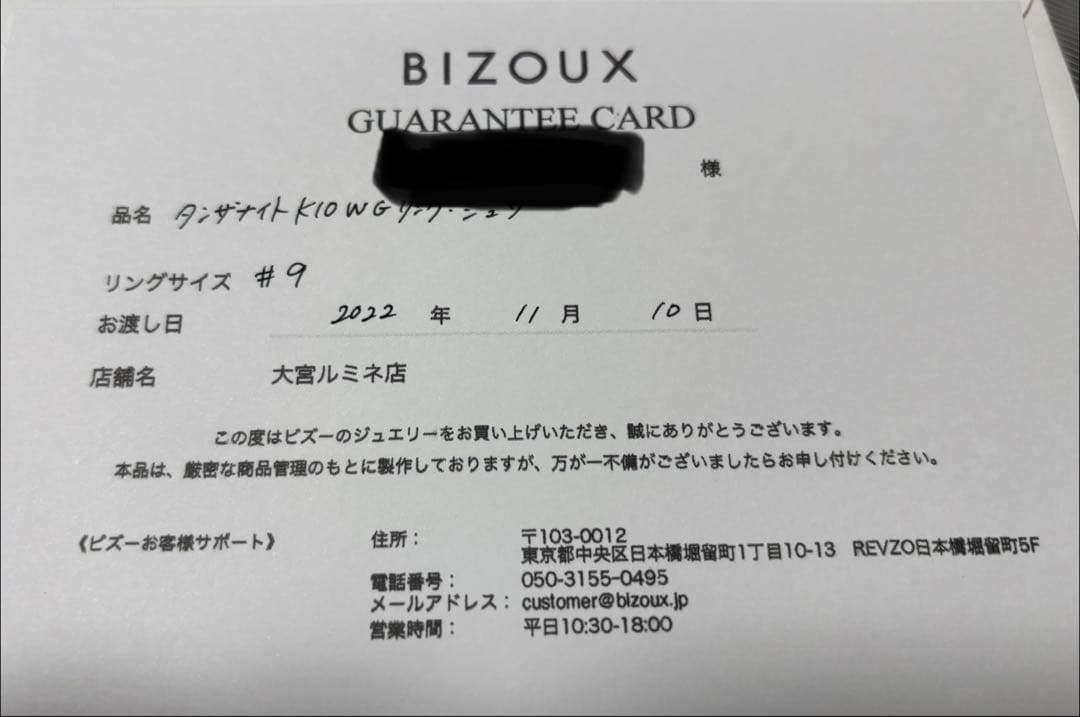 BIZOUX
GUARANTEE CARD
様
品名 タンザナイト K10 WG リング・ジュリ
リングサイズ #9
お渡し日 2022 年 11 月 10 日
店舗名 大宮ルミネ店
この度はビズーのジュエリーをお買い上げいただき、誠にありがとうございます。
本品は、厳密な商品管理のもとに製作しておりますが、万が一不備がございましたらお申し付けください。
《ビズーお客様サポート》 住所： 〒103-0012
東京都中央区日本橋堀留町1丁目10-13 REVZO日本橋堀留町5F
電話番号： 050-3155-0495
メールアドレス： customer@bizoux.jp
営業時間： 平日10:30-18:00